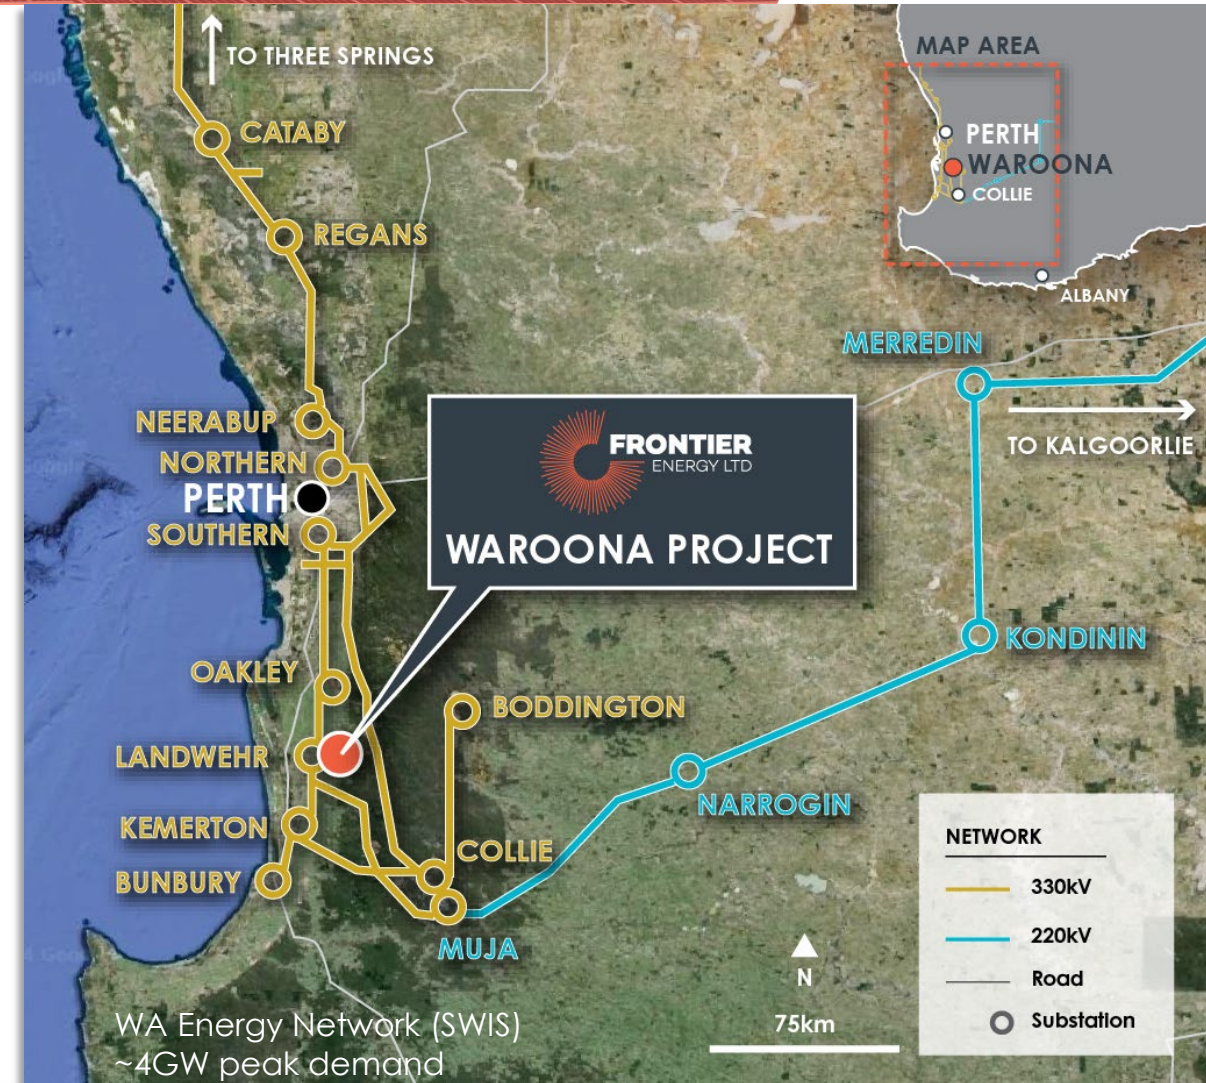 TO THREE SPRINGS
MAP AREA
CATABY
PERTH
WAROONA
COLLIE
REGANS
ALBANY
MERREDIN
NEERABUP
TO KALGOORLIE
NORTHERN
FRONTIER
ENERGY LTD
PERTH
SOUTHERN
WAROONA PROJECT
KONDININ
OAKLEY
BODDINGTON
LANDWEHR
NARROGIN
KEMERTON
COLLIE
BUNBURY
MUJA
NETWORK
330kV
220kV
Road
Substation
N
75km
WA Energy Network (SWIS)
~4GW peak demand